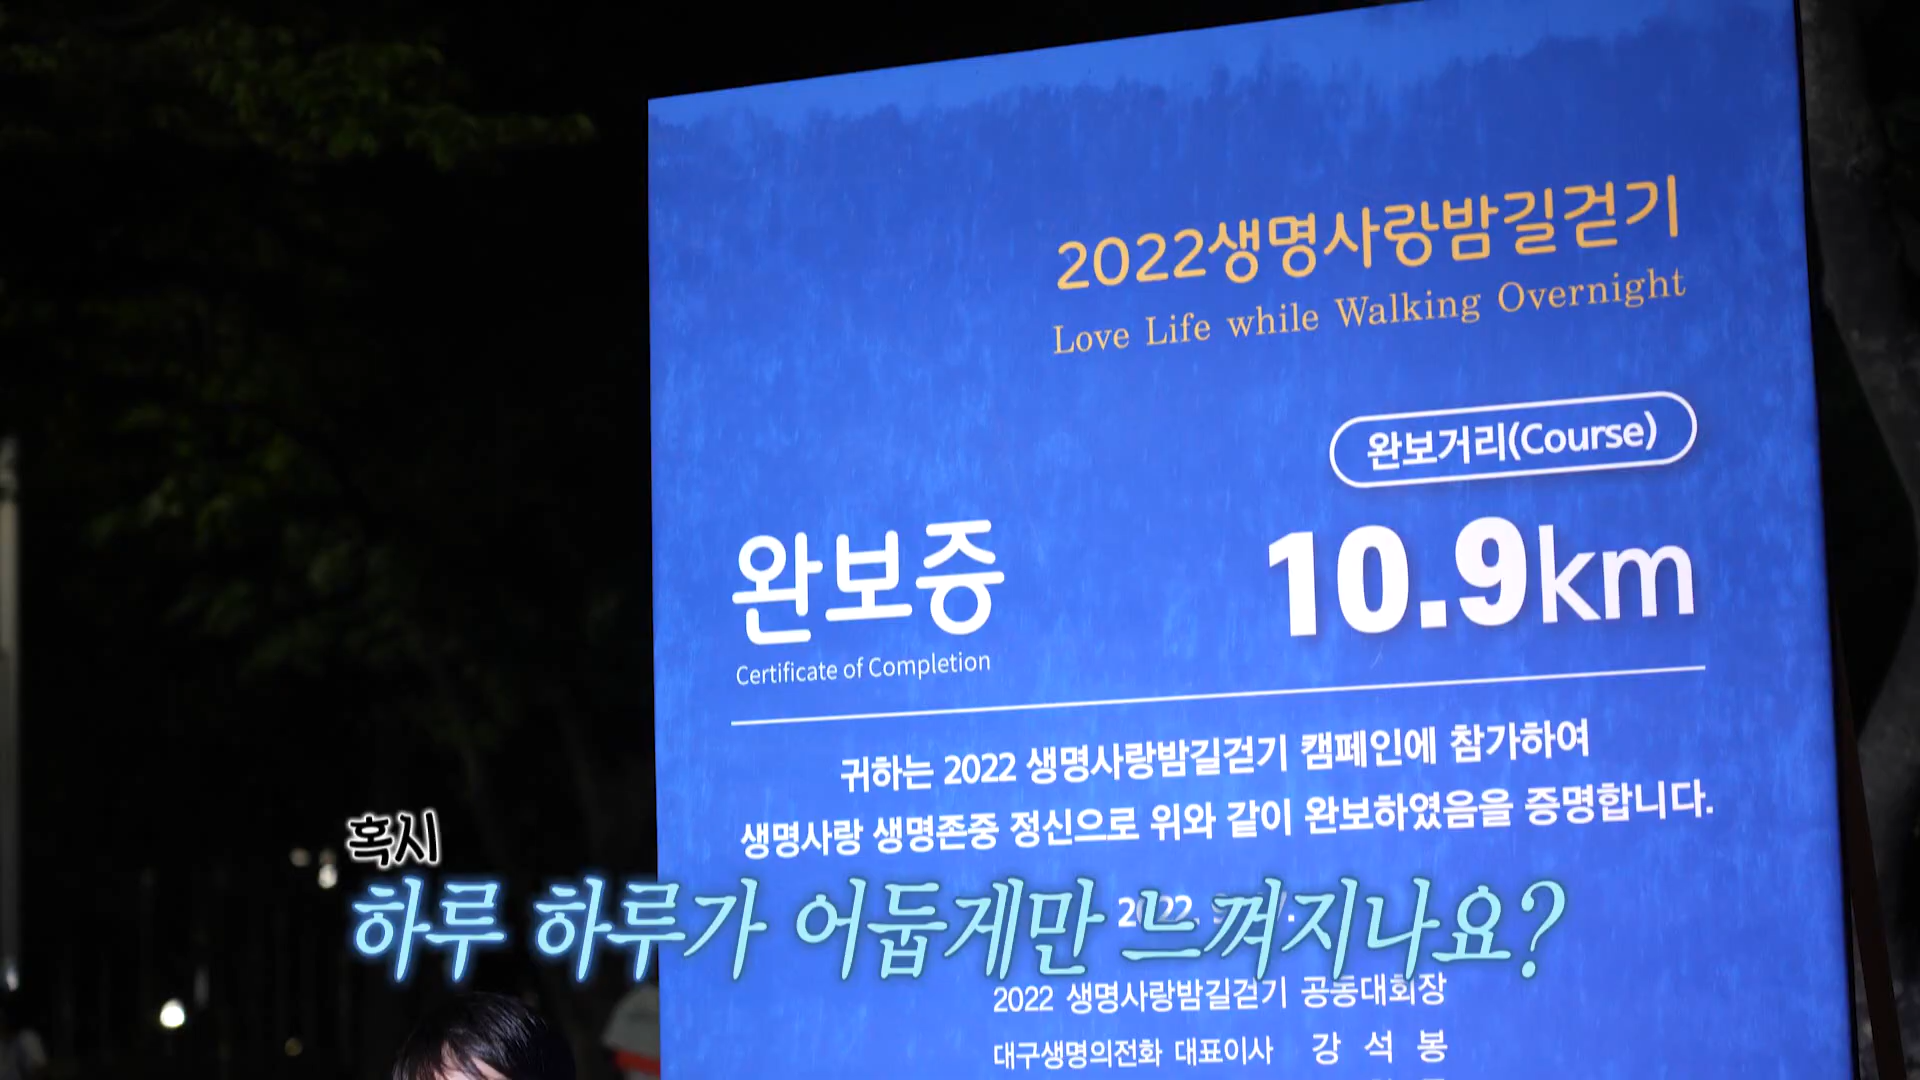 2022생명사랑밤길걷기
Love Life while Walking Overnight
완보거리(Course)
10.9km
완보증
Certificate of Completion
귀하는 2022 생명사랑밤길걷기 캠페인에 참가하여
생명사랑 생명존중 정신으로 위와 같이 완보하였음을 증명합니다.
혹시
하루 하루가 어둡게만 느껴지나요?
2022.
2022 생명사랑밤길걷기 공동대회장
대구생명의전화 대표이사 강 석 봉